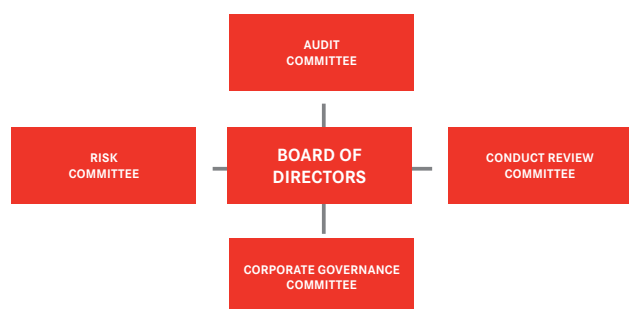 AUDIT
COMMITTEE
RISK
COMMITTEE
BOARD OF
DIRECTORS
CONDUCT REVIEW
COMMITTEE
CORPORATE GOVERNANCE
COMMITTEE